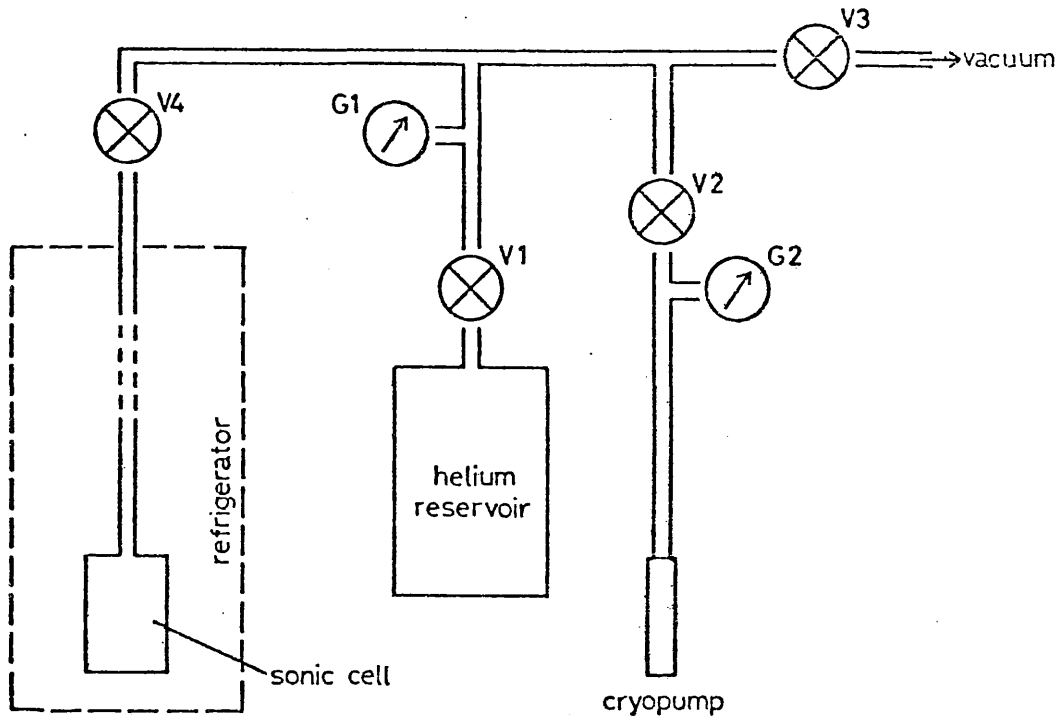 V3
vacuum
G1
V4
V2
G2
V1
refrigerator
helium
reservoir
sonic cell
cryopump